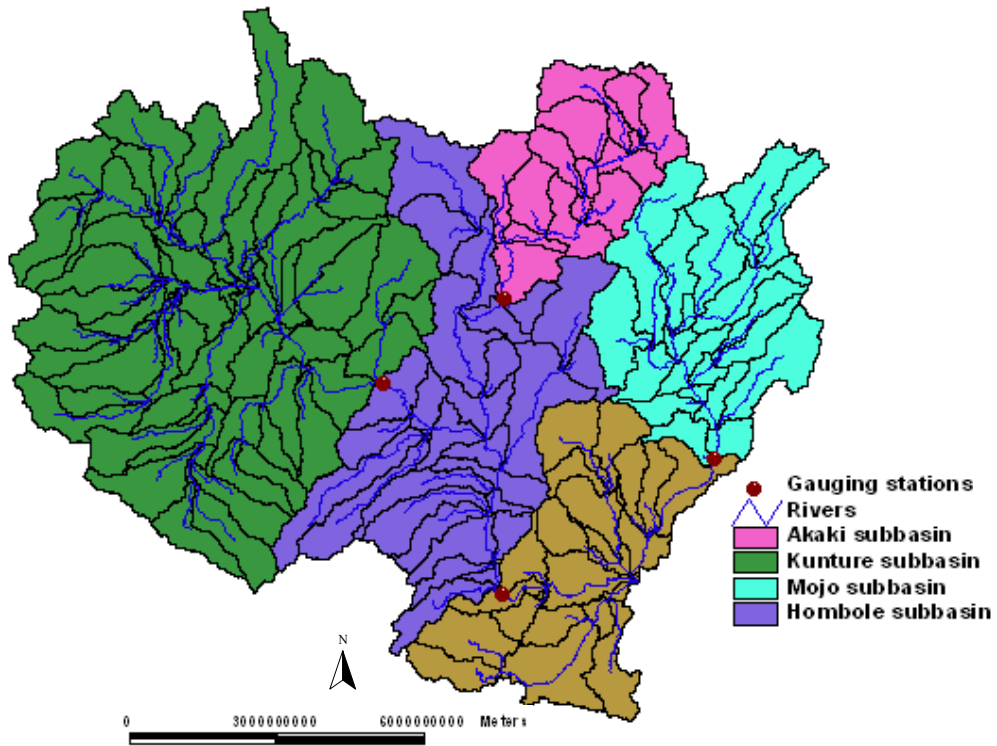 Gauging stations
Rivers
Akaki subbasin
Kunture subbasin
Mojo subbasin
Hombole subbasin
N
0 3000000000 6000000000 Meters